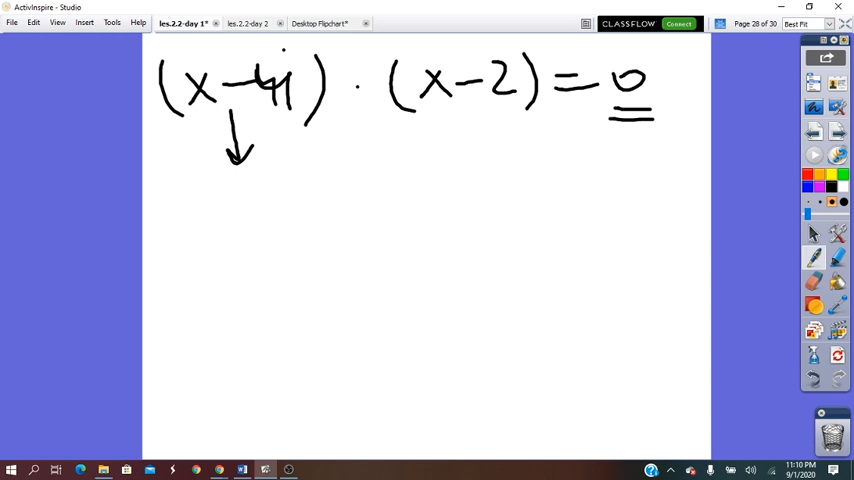 ActivInspire - Studio
File Edit View Insert Tools Help
les.2.2-day 1*
les.2.2-day 2
Desktop Flipchart*
CLASSFLOW Connect
Page 28 of 30
Best Fit
(x-4i) · (x-2) = 0
11:10 PM
9/1/2020